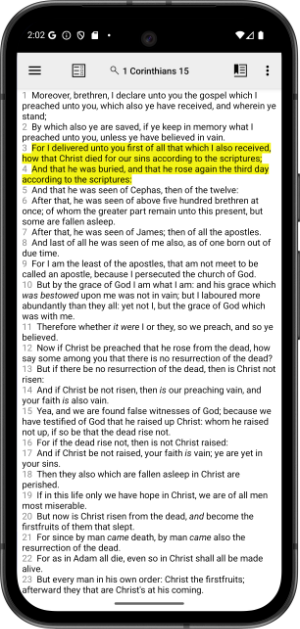 2:02
1 Corinthians 15
1 Moreover, brethren, I declare unto you the gospel which I
preached unto you, which also ye have received, and wherein ye
stand;
2 By which also ye are saved, if ye keep in memory what I
preached unto you, unless ye have believed in vain.
3 For I delivered unto you first of all that which I also received,
how that Christ died for our sins according to the scriptures;
4 And that he was buried, and that he rose again the third day
according to the scriptures:
5 And that he was seen of Cephas, then of the twelve:
6 After that, he was seen of above five hundred brethren at
once; of whom the greater part remain unto this present, but
some are fallen asleep.
7 After that, he was seen of James; then of all the apostles.
8 And last of all he was seen of me also, as of one born out of
due time.
9 For I am the least of the apostles, that am not meet to be
called an apostle, because I persecuted the church of God.
10 But by the grace of God I am what I am: and his grace which
was bestowed upon me was not in vain; but I laboured more
abundantly than they all: yet not I, but the grace of God which
was with me.
11 Therefore whether it were I or they, so we preach, and so ye
believed.
12 Now if Christ be preached that he rose from the dead, how
say some among you that there is no resurrection of the dead?
13 But if there be no resurrection of the dead, then is Christ not
risen:
14 And if Christ be not risen, then is our preaching vain, and
your faith is also vain.
15 Yea, and we are found false witnesses of God; because we
have testified of God that he raised up Christ: whom he raised
not up, if so be that the dead rise not.
16 For if the dead rise not, then is not Christ raised:
17 And if Christ be not raised, your faith is vain; ye are yet in
your sins.
18 Then they also which are fallen asleep in Christ are
perished.
19 If in this life only we have hope in Christ, we are of all men
most miserable.
20 But now is Christ risen from the dead, and become the
firstfruits of them that slept.
21 For since by man came death, by man came also the
resurrection of the dead.
22 For as in Adam all die, even so in Christ shall all be made
alive.
23 But every man in his own order: Christ the firstfruits;
afterward they that are Christ's at his coming.